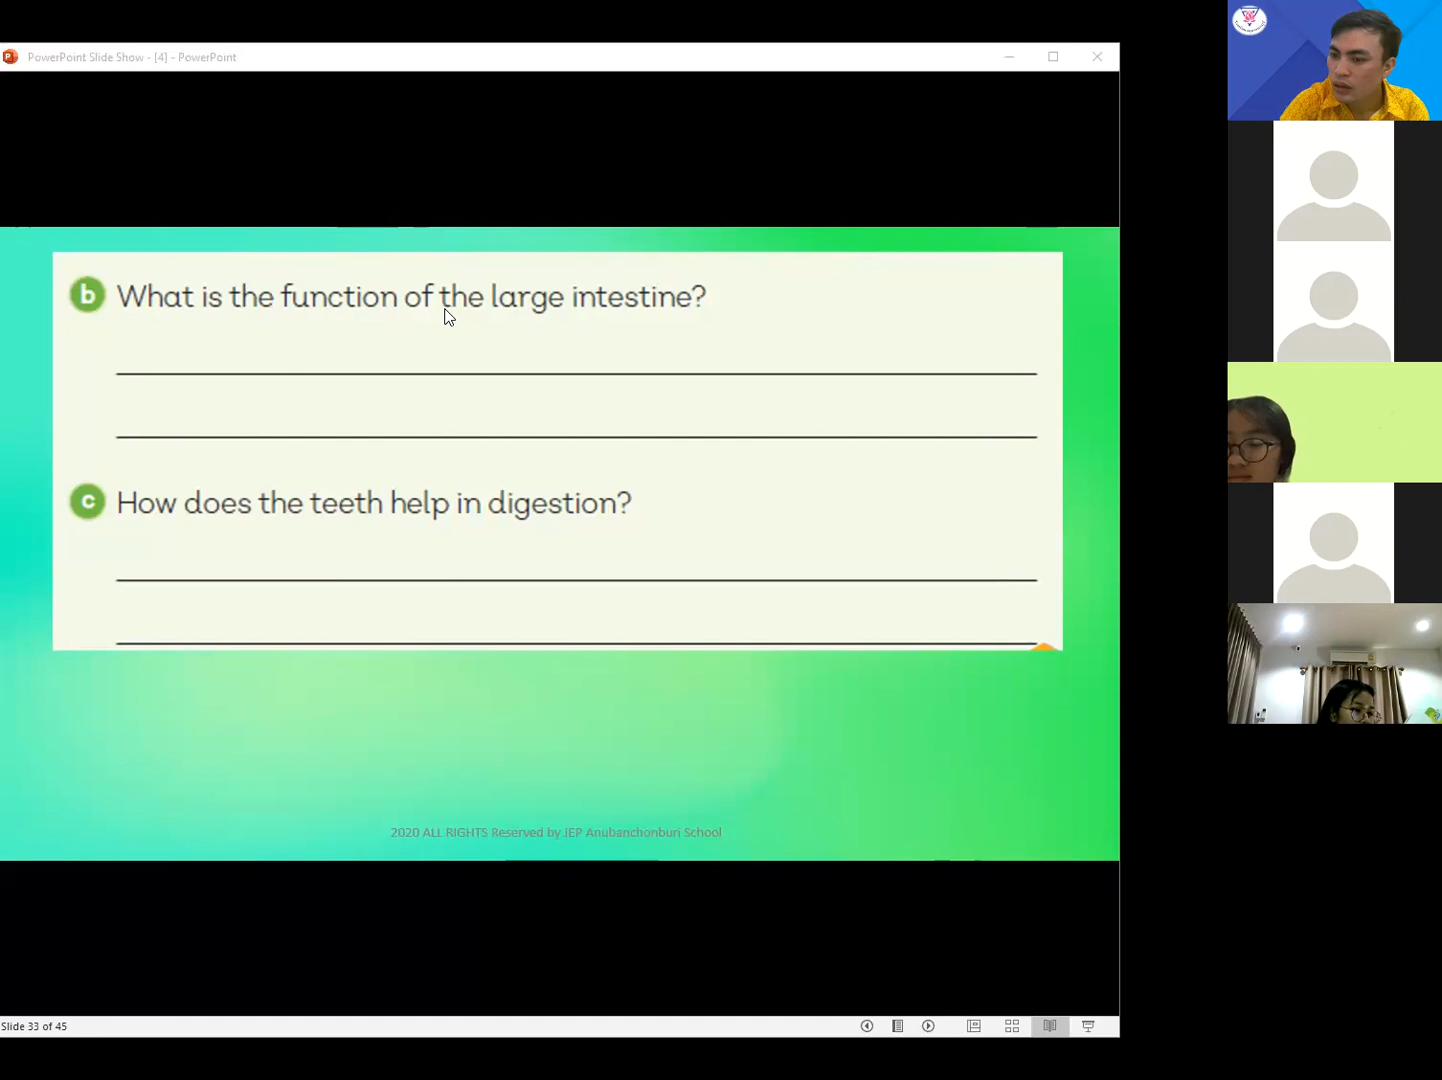 PowerPoint Slide Show - [4] - PowerPoint
b What is the function of the large intestine?
c How does the teeth help in digestion?
2020 ALL RIGHTS Reserved by IEP Anubanchonburi School
Slide 33 of 45